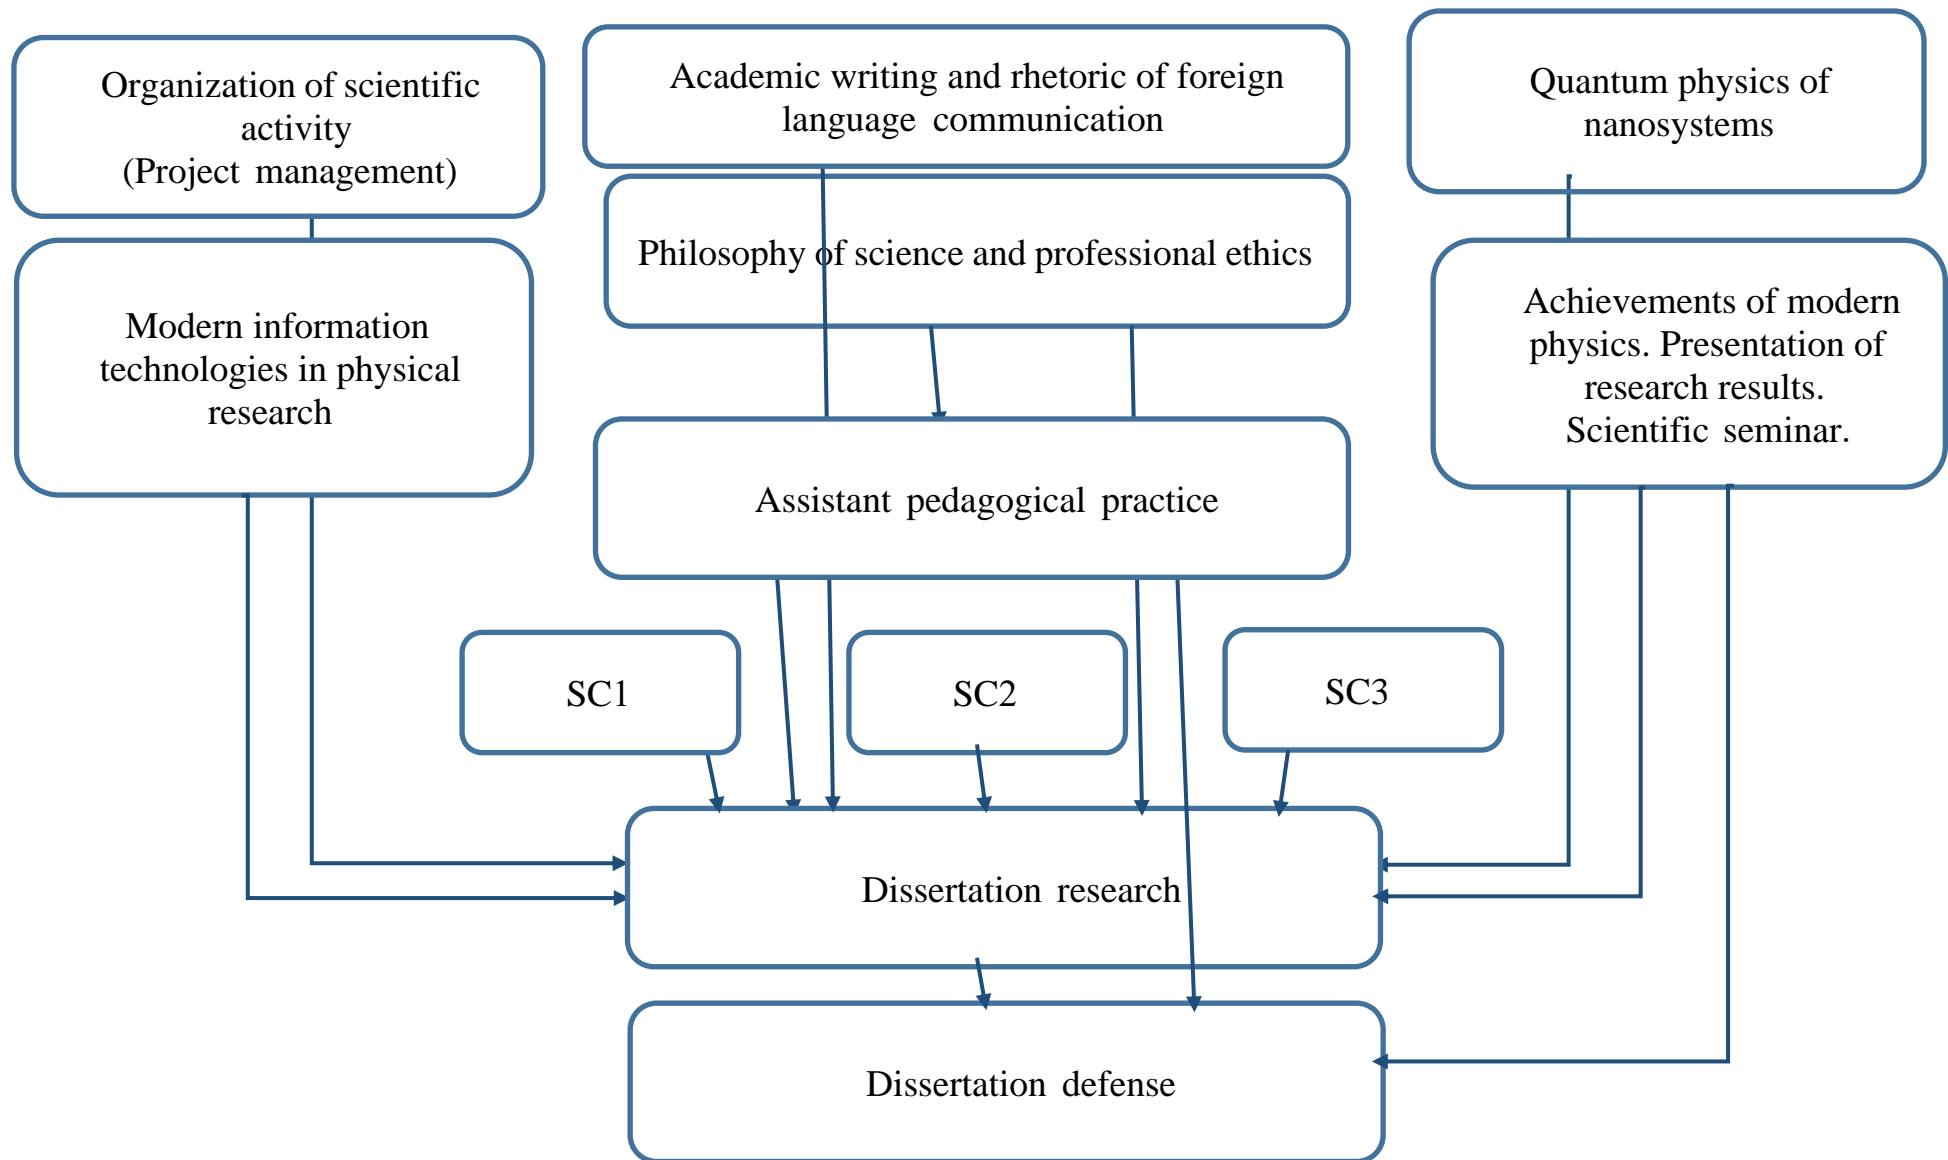 Organization of scientific
activity
(Project management)
Academic writing and rhetoric of foreign
language communication
Quantum physics of
nanosystems
Philosophy of science and professional ethics
Modern information
technologies in physical
research
Achievements of modern
physics. Presentation of
research results.
Scientific seminar.
Assistant pedagogical practice
SC1
SC2
SC3
Dissertation research
Dissertation defense